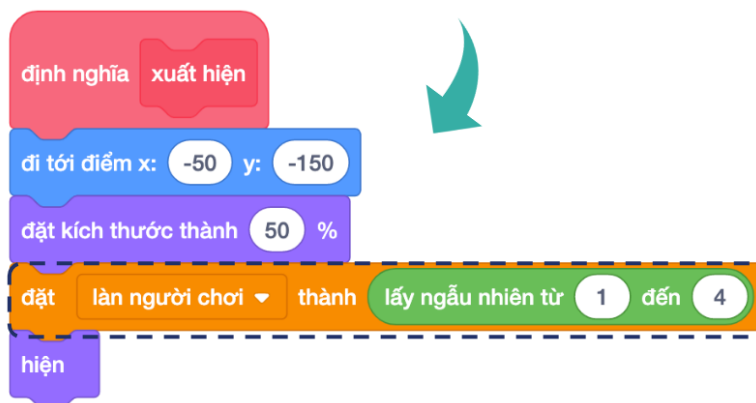 định nghĩa xuất hiện
đi tới điểm x: -50 y: -150
đặt kích thước thành 50 %
đặt làn người chơi thành lấy ngẫu nhiên từ 1 đến 4
hiện